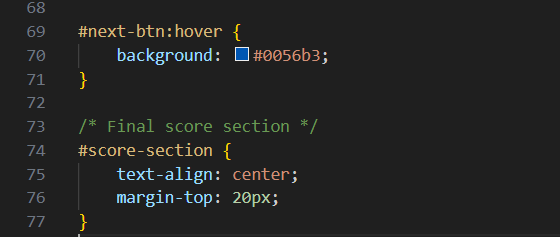 68
69 #next-btn:hover {
70     background: #0056b3;
71 }
72
73 /* Final score section */
74 #score-section {
75     text-align: center;
76     margin-top: 20px;
77 }